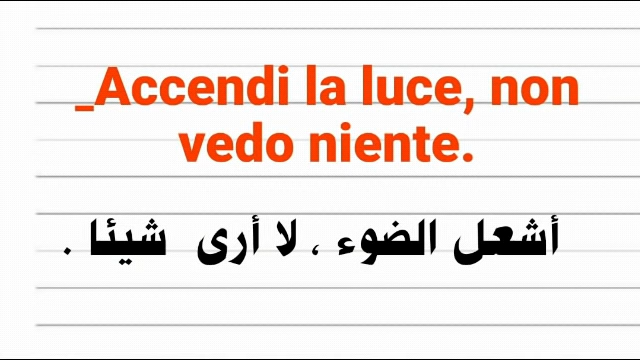 _Accendi la luce, non
vedo niente.
أشعل الضوء ، لا أرى شيئا .